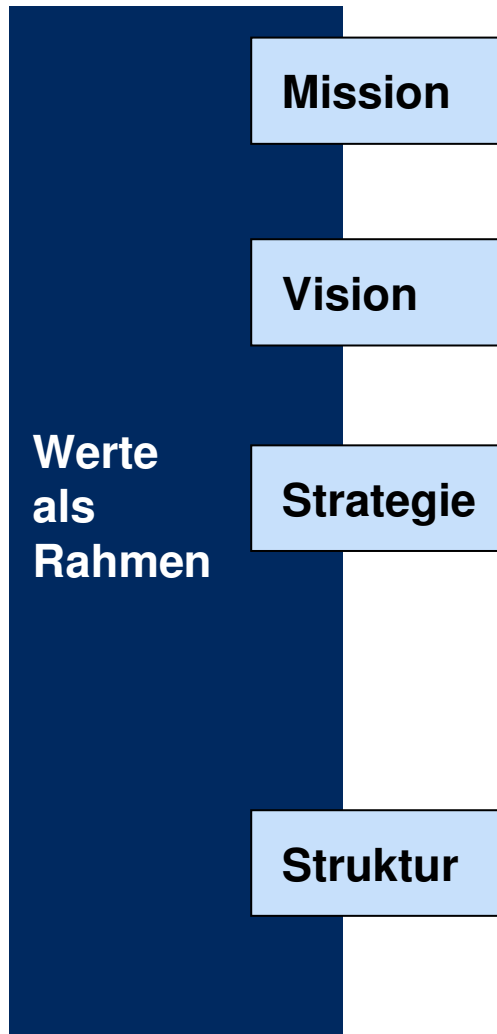 Mission
Vision
Werte
als
Rahmen
Strategie
Struktur